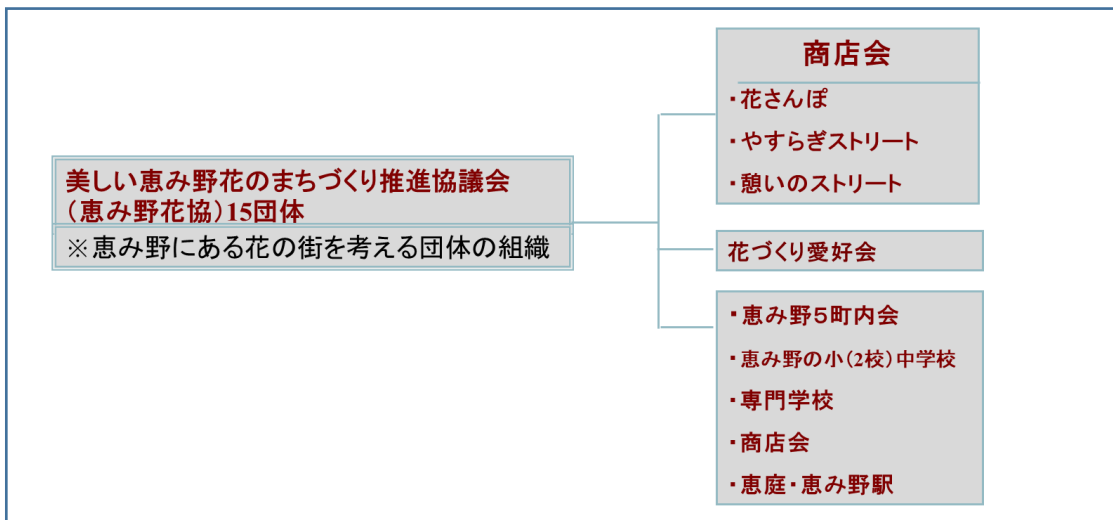 美しい恵み野花のまちづくり推進協議会
（恵み野花協）15団体
※恵み野にある花の街を考える団体の組織
商店会
・花さんぽ
・やすらぎストリート
・憩いのストリート
花づくり愛好会
・恵み野５町内会
・恵み野の小（2校）中学校
・専門学校
・商店会
・恵庭・恵み野駅